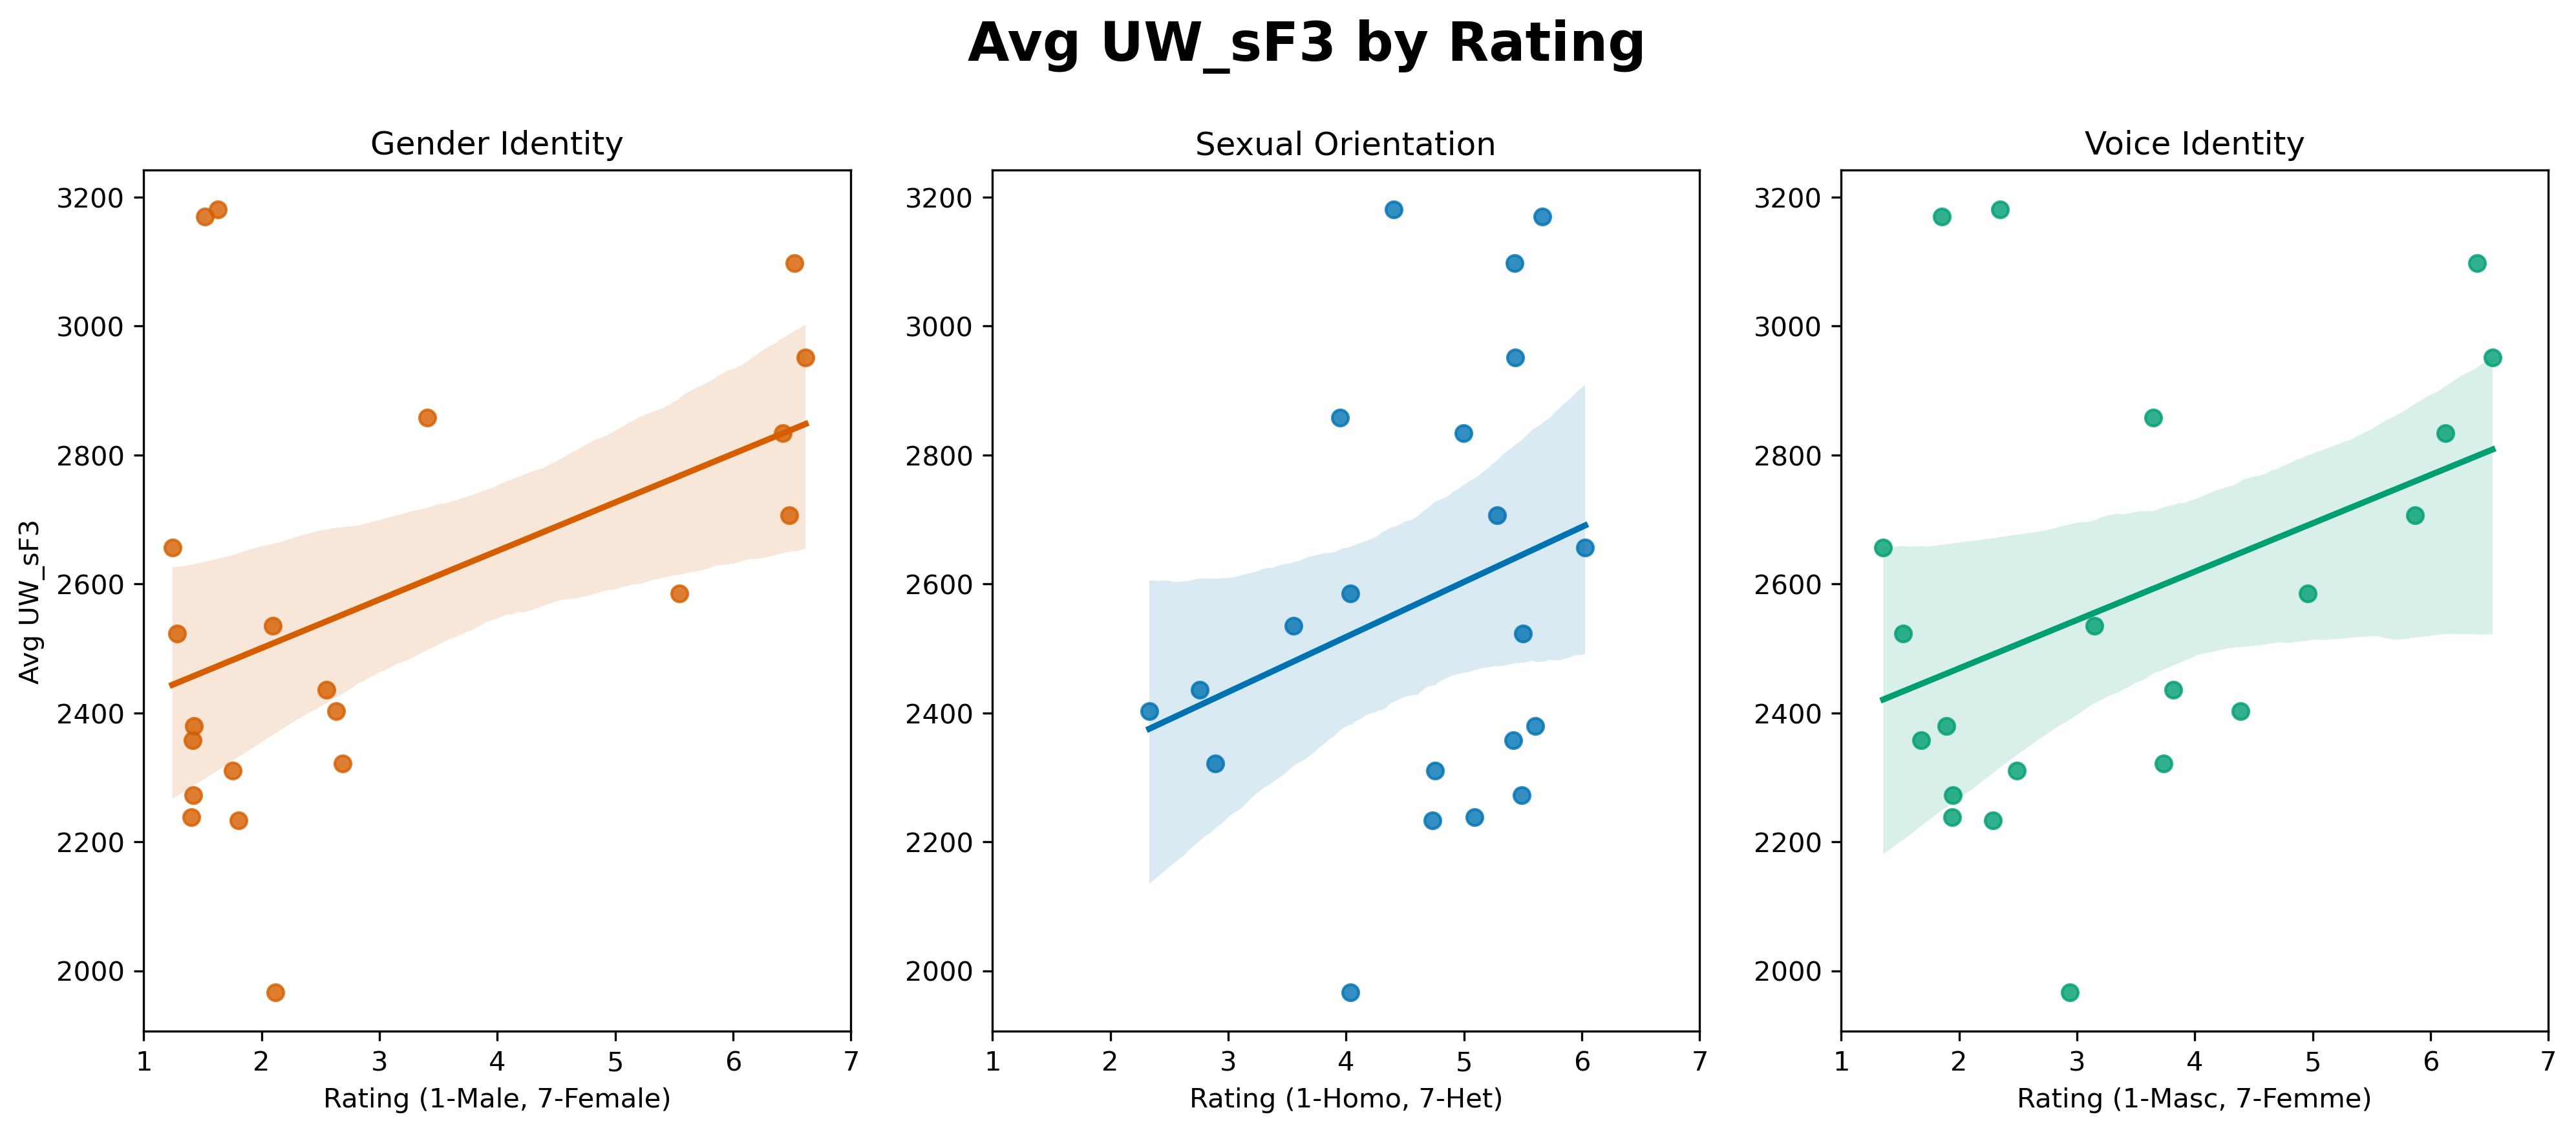 Avg UW_sF3 by Rating
Gender Identity
Avg UW_sF3
3200
3000
2800
2600
2400
2200
2000
1 2 3 4 5 6 7
Rating (1-Male, 7-Female)
Sexual Orientation
3200
3000
2800
2600
2400
2200
2000
1 2 3 4 5 6 7
Rating (1-Homo, 7-Het)
Voice Identity
3200
3000
2800
2600
2400
2200
2000
1 2 3 4 5 6 7
Rating (1-Masc, 7-Femme)